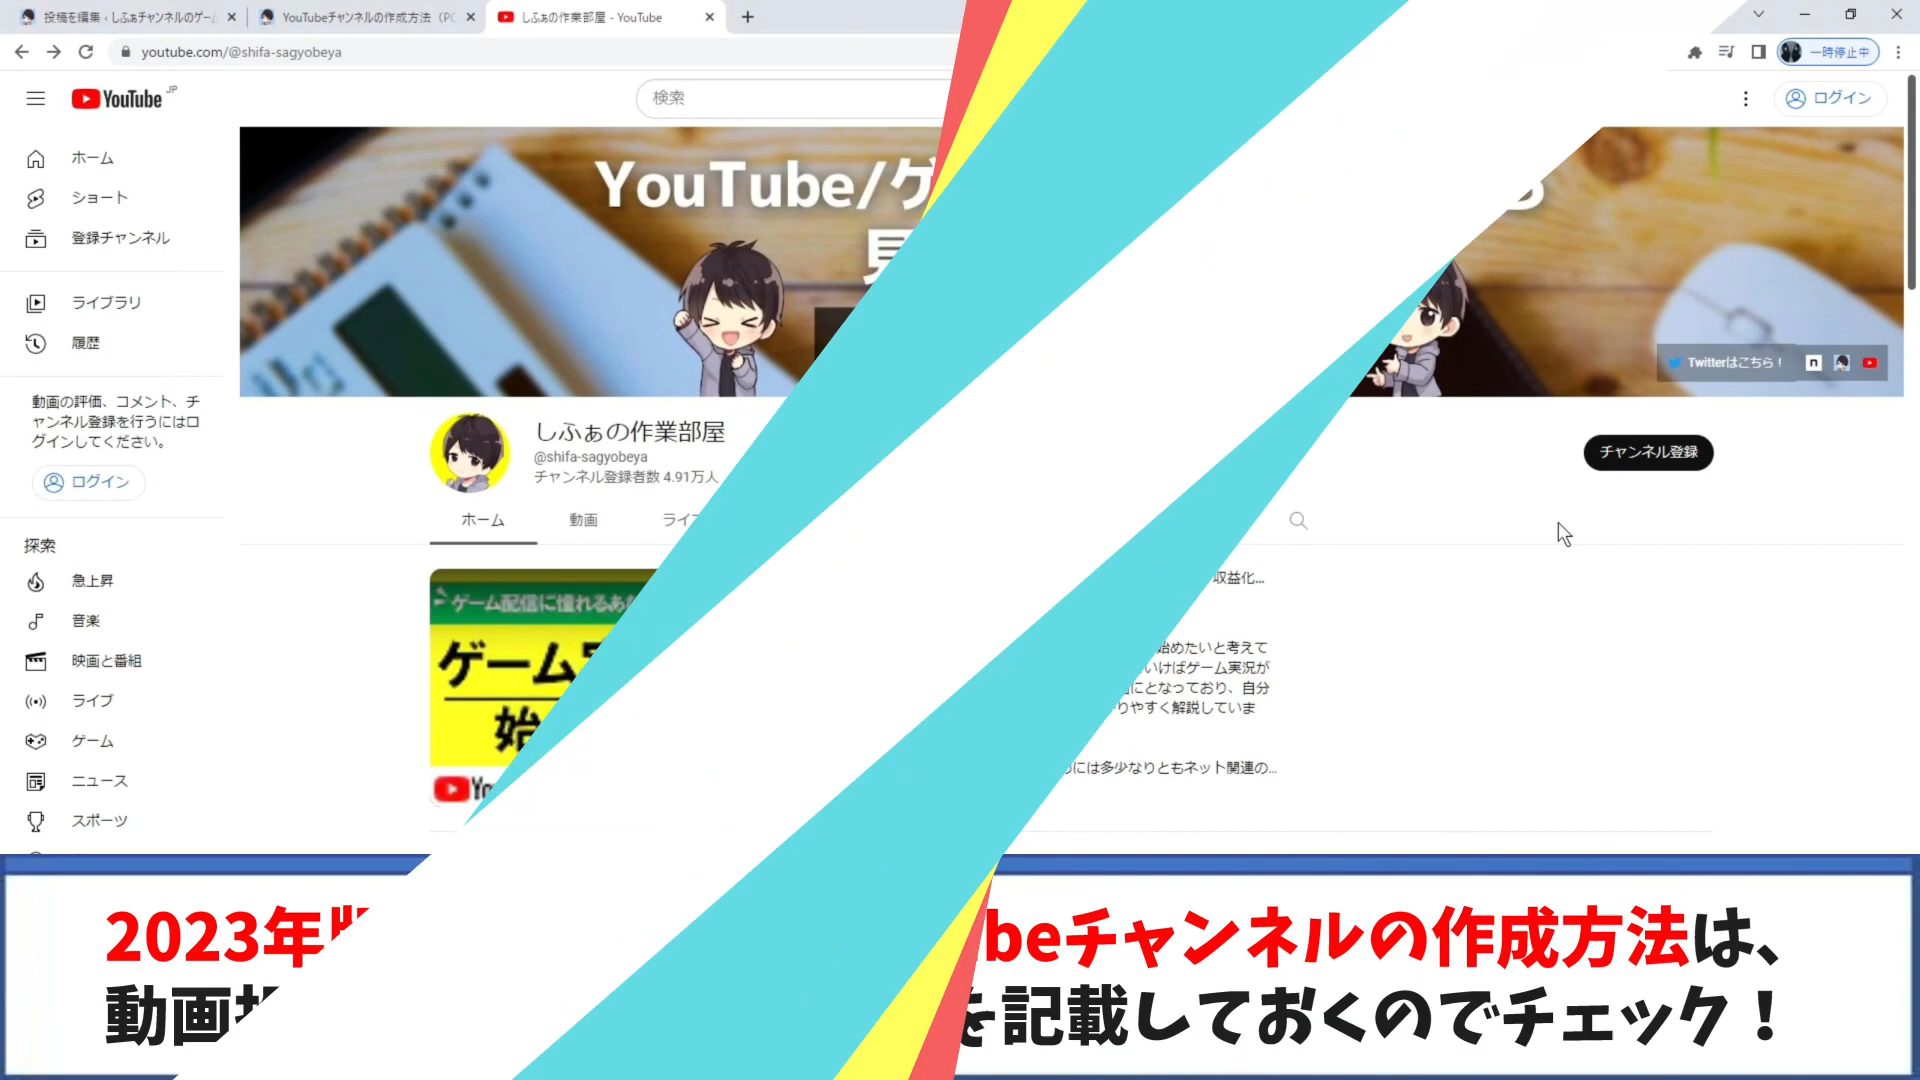 投稿を編集 ‹ しふぁチャンネルのゲー
YouTubeチャンネルの作成方法（PC
しふぁの作業部屋 - YouTube
youtube.com/@shifa-sagyobeya
一時停止中
YouTube JP
検索
ログイン
ホーム
ショート
登録チャンネル
ライブラリ
履歴
動画の評価、コメント、チ
ャンネル登録を行うにはロ
グインしてください。
ログイン
探索
急上昇
音楽
映画と番組
ライブ
ゲーム
ニュース
スポーツ
YouTube/ゲ
見
Twitterはこちら！
しふぁの作業部屋
@shifa-sagyobeya
チャンネル登録者数 4.91万人
チャンネル登録
ホーム
動画
ライ
ゲーム配信に憧れるあ
ゲーム
始
収益化...
始めたいと考えて
いけばゲーム実況が
にとなっており、自分
りやすく解説していま
には多少なりともネット関連の...
2023年
beチャンネルの作成方法は、
動画
を記載しておくのでチェック！